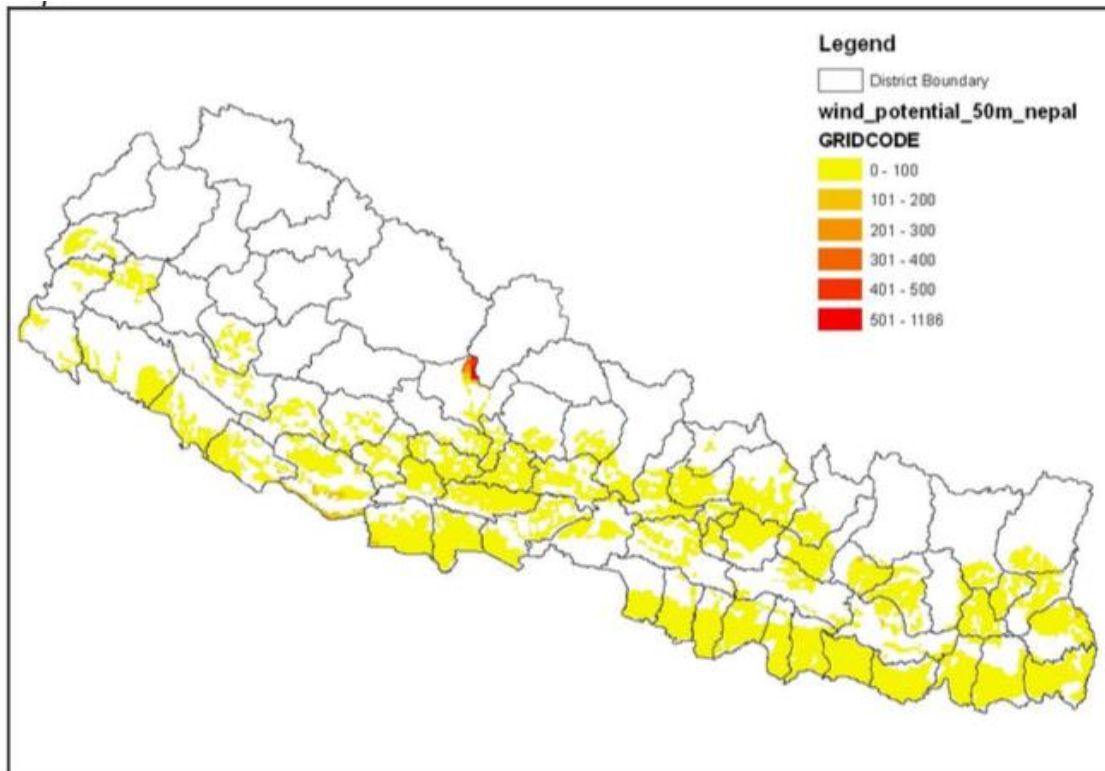 Legend
District Boundary
wind_potential_50m_nepal
GRIDCODE
0 - 100
101 - 200
201 - 300
301 - 400
401 - 500
501 - 1186